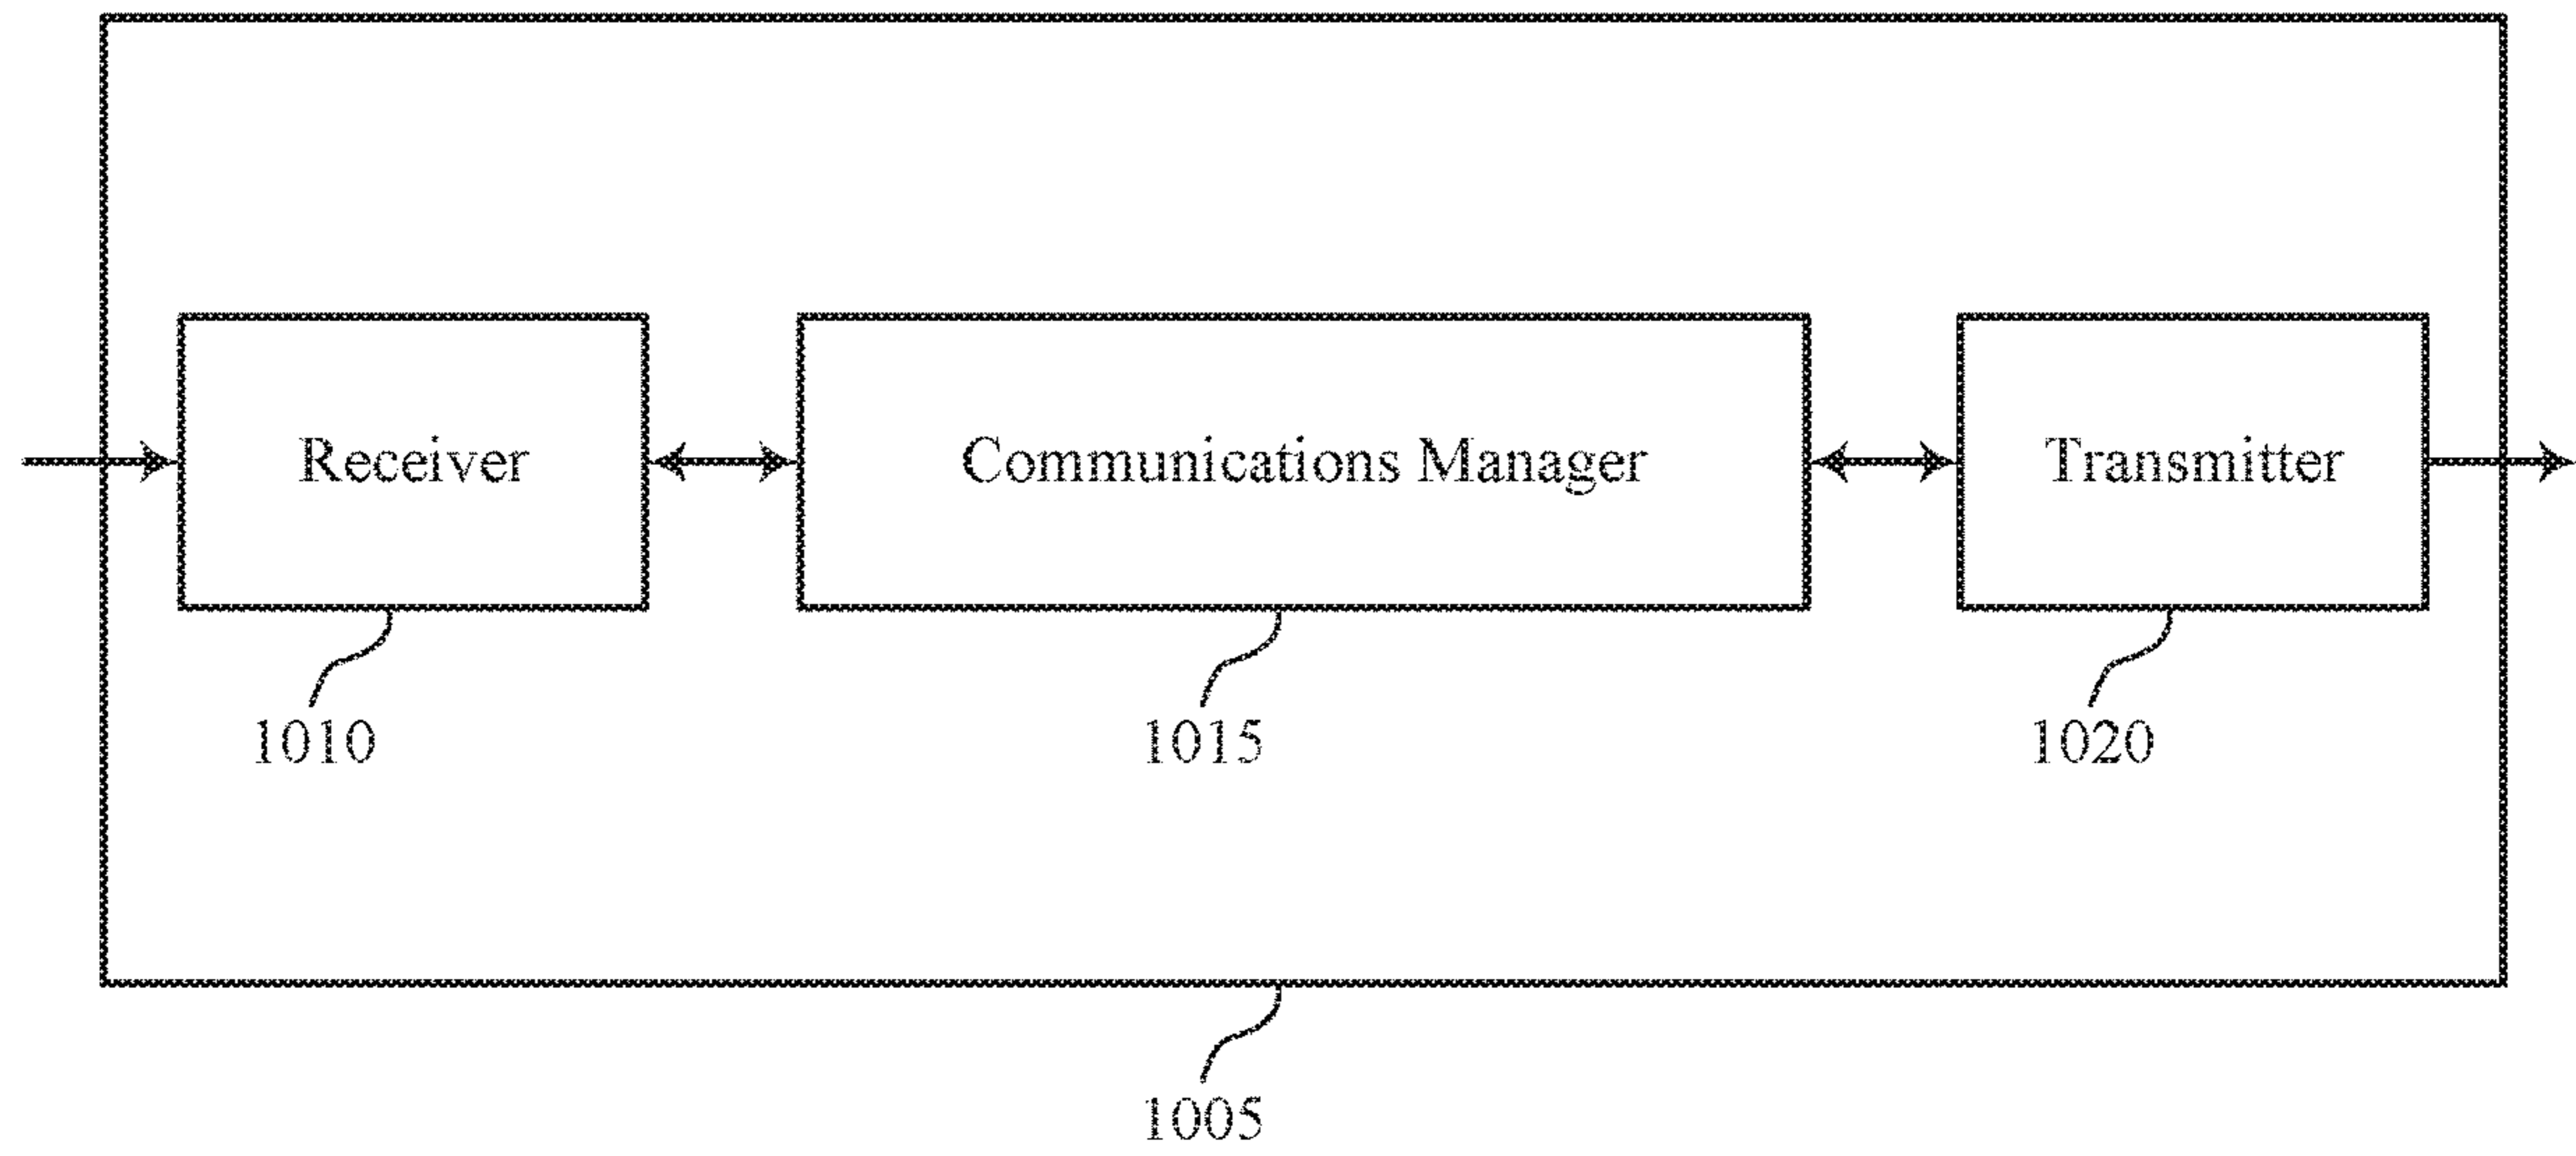 Receiver
Communications Manager
Transmitter
1010
1015
1020
1005